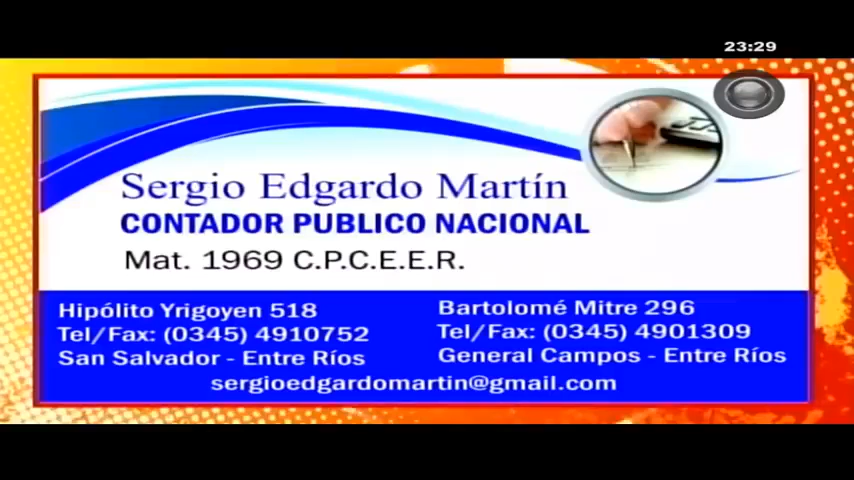 23:29
Sergio Edgardo Martín
CONTADOR PUBLICO NACIONAL
Mat. 1969 C.P.C.E.E.R.
Hipólito Yrigoyen 518
Tel/Fax: (0345) 4910752
San Salvador - Entre Ríos
Bartolomé Mitre 296
Tel/Fax: (0345) 4901309
General Campos - Entre Ríos
sergioedgardomartin@gmail.com